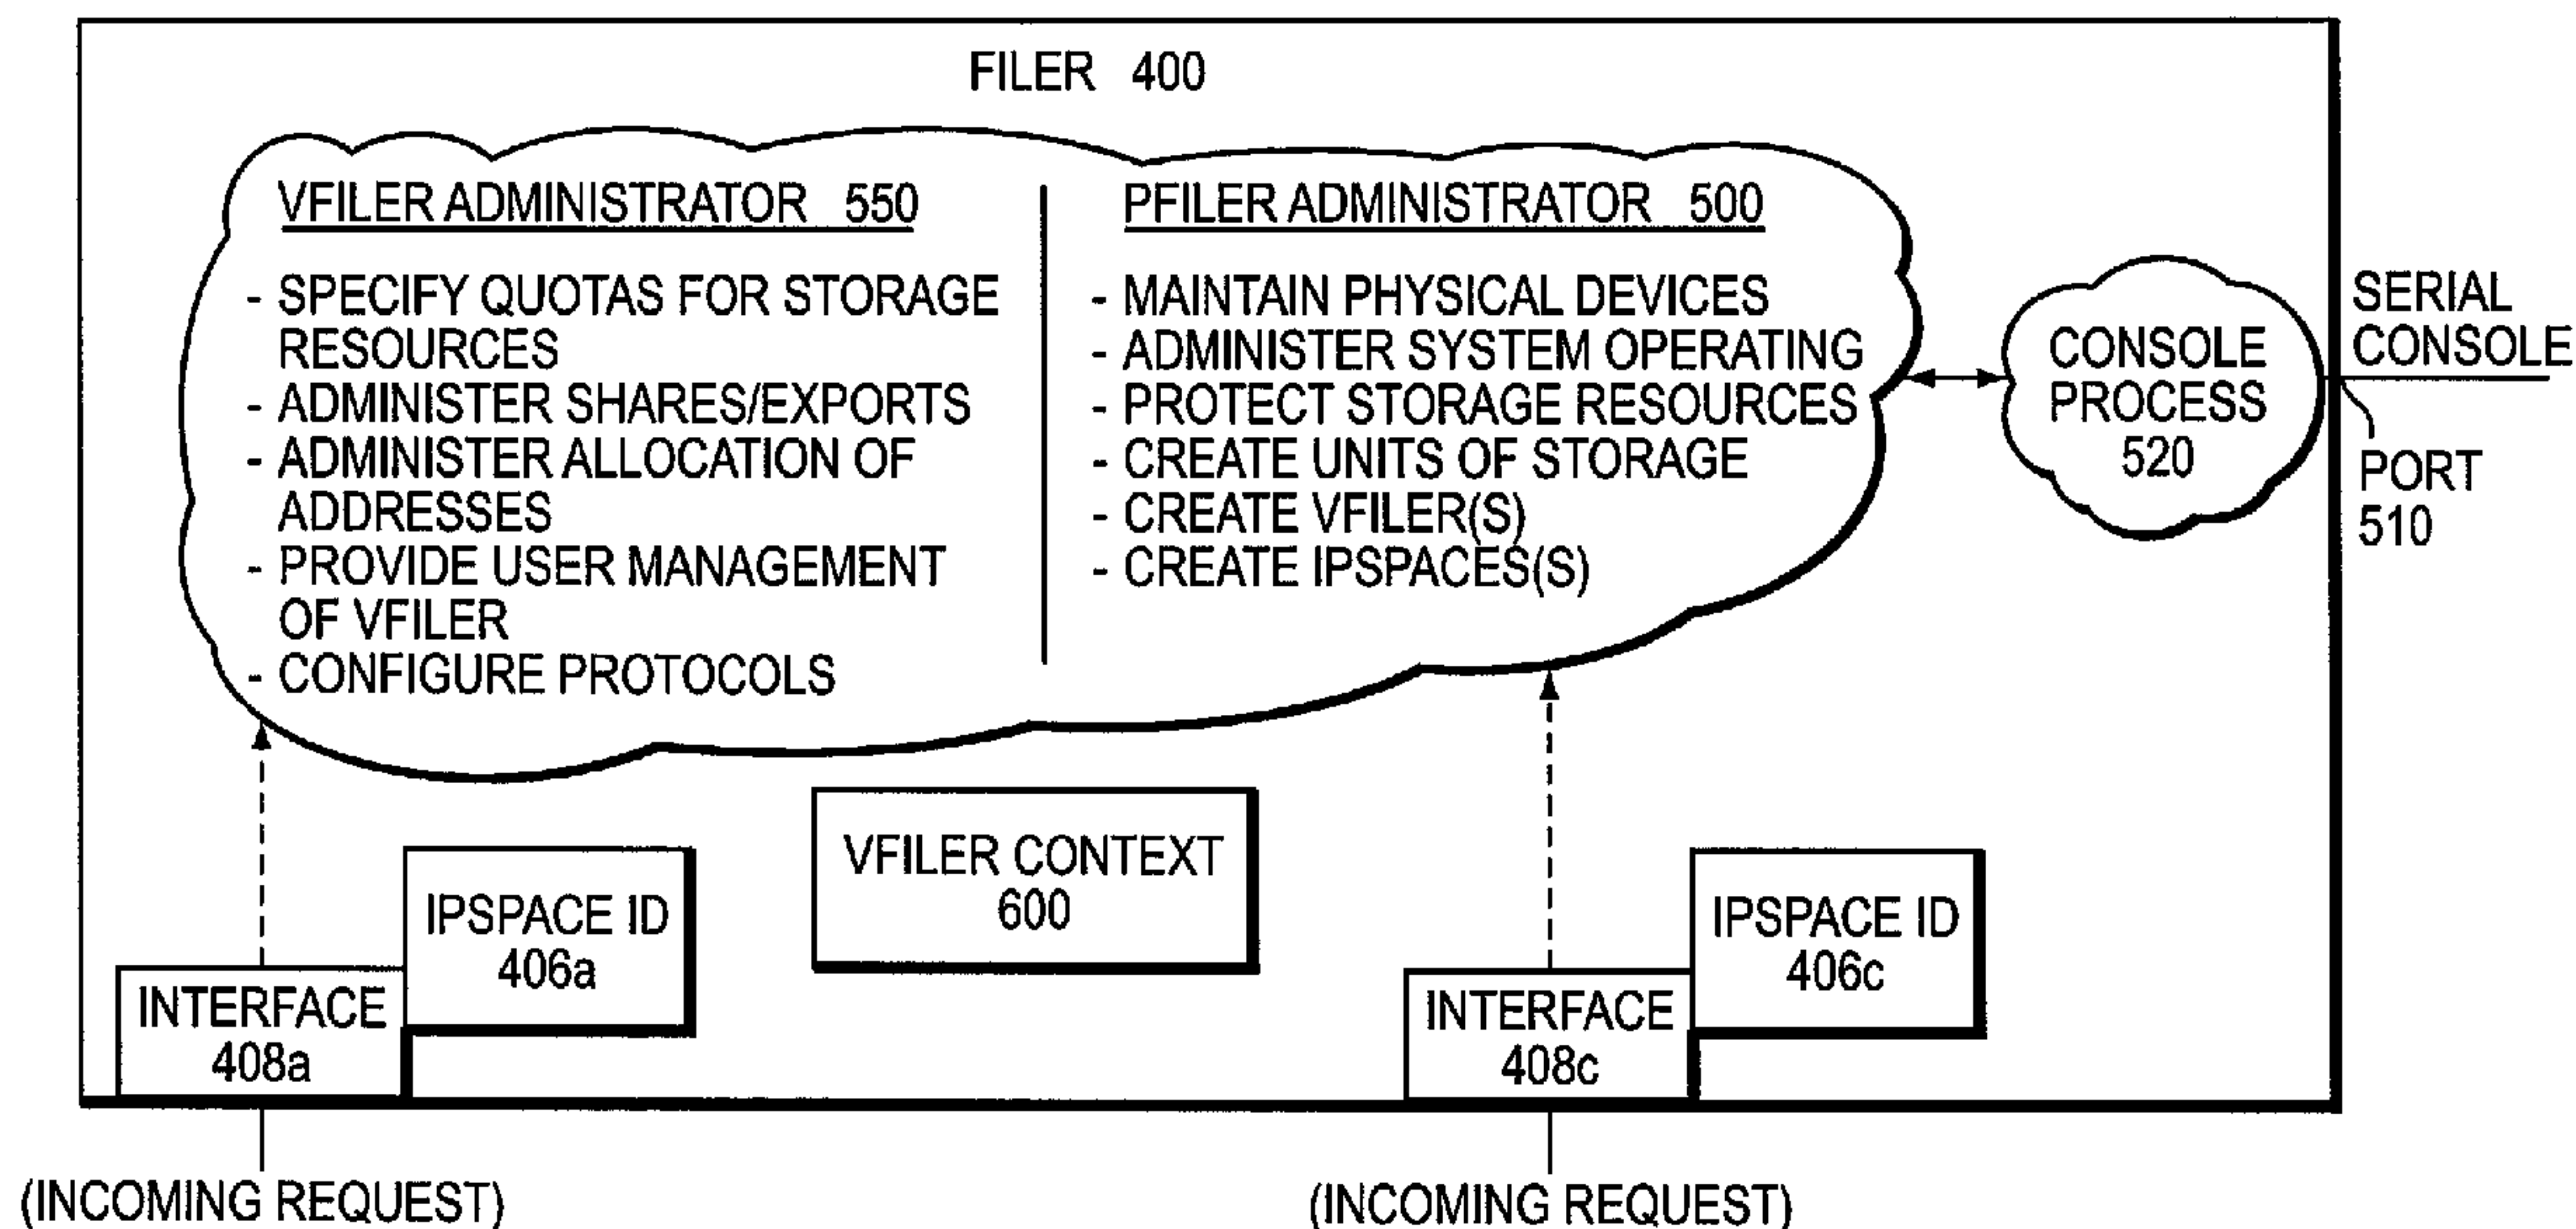 FILER 400
VFILER ADMINISTRATOR 550
- SPECIFY QUOTAS FOR STORAGE
RESOURCES
- ADMINISTER SHARES/EXPORTS
- ADMINISTER ALLOCATION OF
ADDRESSES
- PROVIDE USER MANAGEMENT
OF VFILER
- CONFIGURE PROTOCOLS
PFILER ADMINISTRATOR 500
- MAINTAIN PHYSICAL DEVICES
- ADMINISTER SYSTEM OPERATING
- PROTECT STORAGE RESOURCES
- CREATE UNITS OF STORAGE
- CREATE VFILER(S)
- CREATE IPSPACES(S)
CONSOLE
PROCESS
520
SERIAL
CONSOLE
PORT
510
VFILER CONTEXT
600
IPSPACE ID
406a
INTERFACE
408a
IPSPACE ID
406c
INTERFACE
408c
(INCOMING REQUEST)
(INCOMING REQUEST)